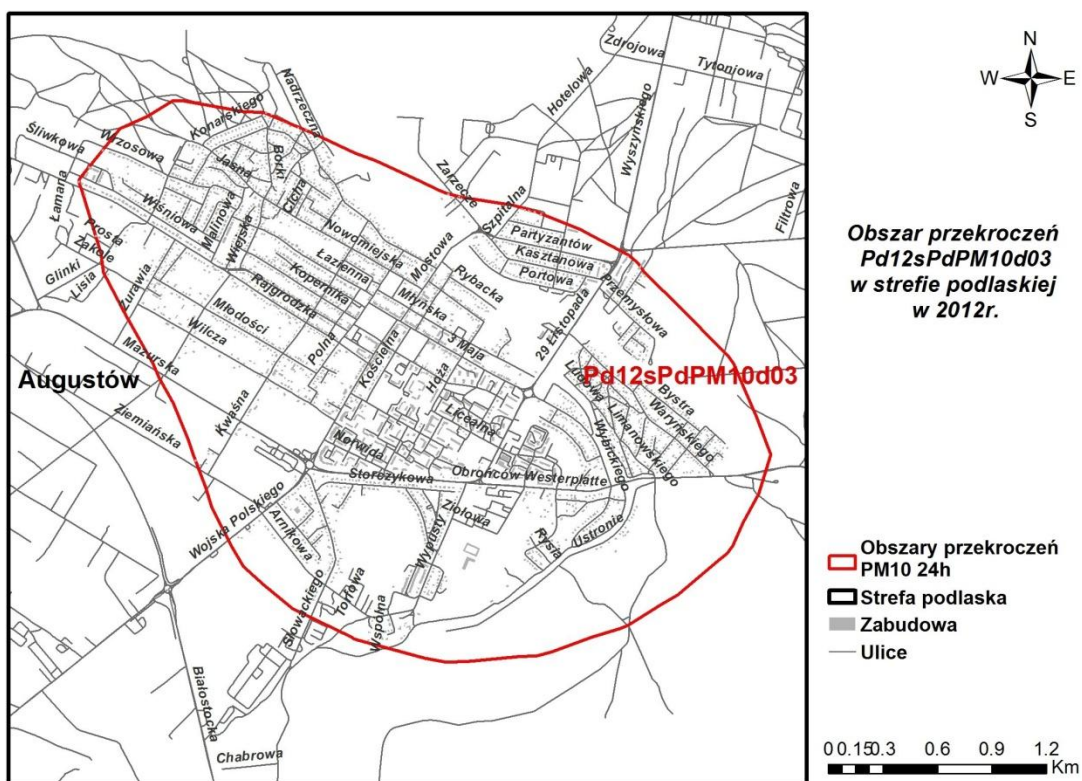 Zdrojowa
Tytoniowa
Hotelowa
Nadrzeczna
Wyszyńskiego
Konarskiego
Śliwkowa
Wrzosowa
Jasna
Borki
Cicha
Zarzecze
Szpitalna
Filtrowa
Łamana
Wiśniowa
Malinowa
Wiejska
Prosta
Zakole
Glinki
Lisia
Żurawia
Nowomiejska
Mostowa
Partyzantów
Kasztanowa
Portowa
Łazienna
Kopernika
Rajgrodzka
Młyńska
Rybacka
Przemysłowa
Młodości
Wilcza
Polna
3 Maja
29 Listopada
Mazurska
Kościelna
Augustów
Pd12sPdPM10d03
Ziemiańska
Kwaśna
Hoża
Licealna
Ludowa
Bystra
Waryńskiego
Limanowskiego
Wybickiego
Norwida
Storczykowa
Obrońców Westerplatte
Wojska Polskiego
Arnikowa
Ziołowa
Wypusty
Rysia
Ustronie
Słowackiego
Torfowa
Wspólna
Białostocka
Chabrowa
N
W
E
S
Obszar przekroczeń
Pd12sPdPM10d03
w strefie podlaskiej
w 2012r.
Obszary przekroczeń
PM10 24h
Strefa podlaska
Zabudowa
Ulice
0 0.15 0.3 0.6 0.9 1.2
Km